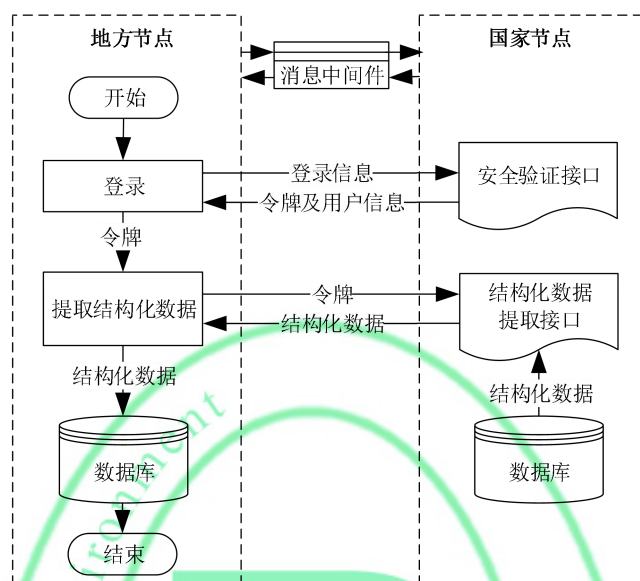 地方节点
国家节点
消息中间件
开始
登录
登录信息
令牌及用户信息
安全验证接口
令牌
提取结构化数据
令牌
结构化数据
结构化数据
提取接口
结构化数据
结构化数据
数据库
数据库
结束
ronment